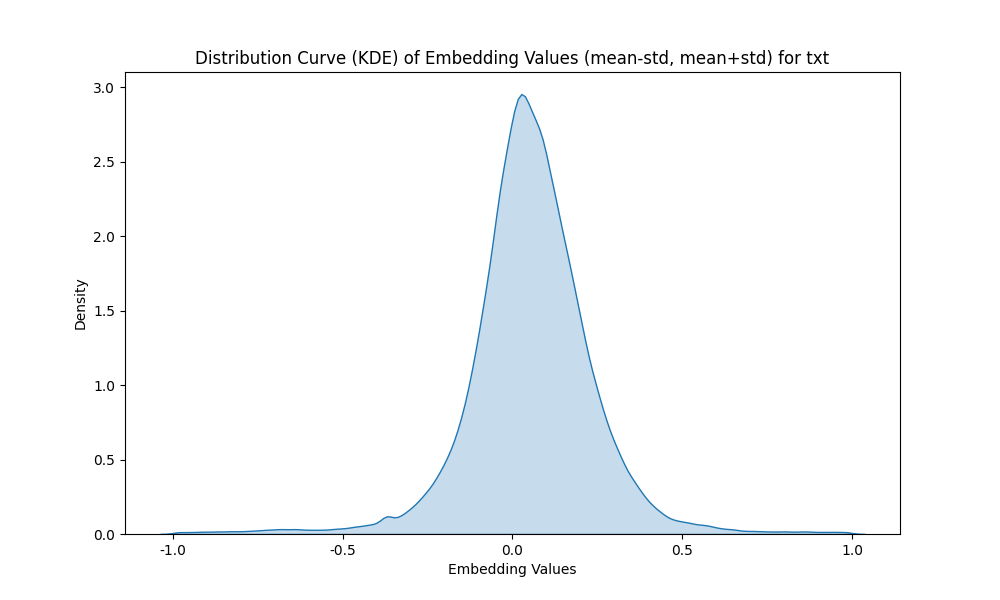 Distribution Curve (KDE) of Embedding Values (mean-std, mean+std) for txt
3.0
2.5
2.0
1.5
1.0
0.5
0.0
Density
-1.0 -0.5 0.0 0.5 1.0
Embedding Values